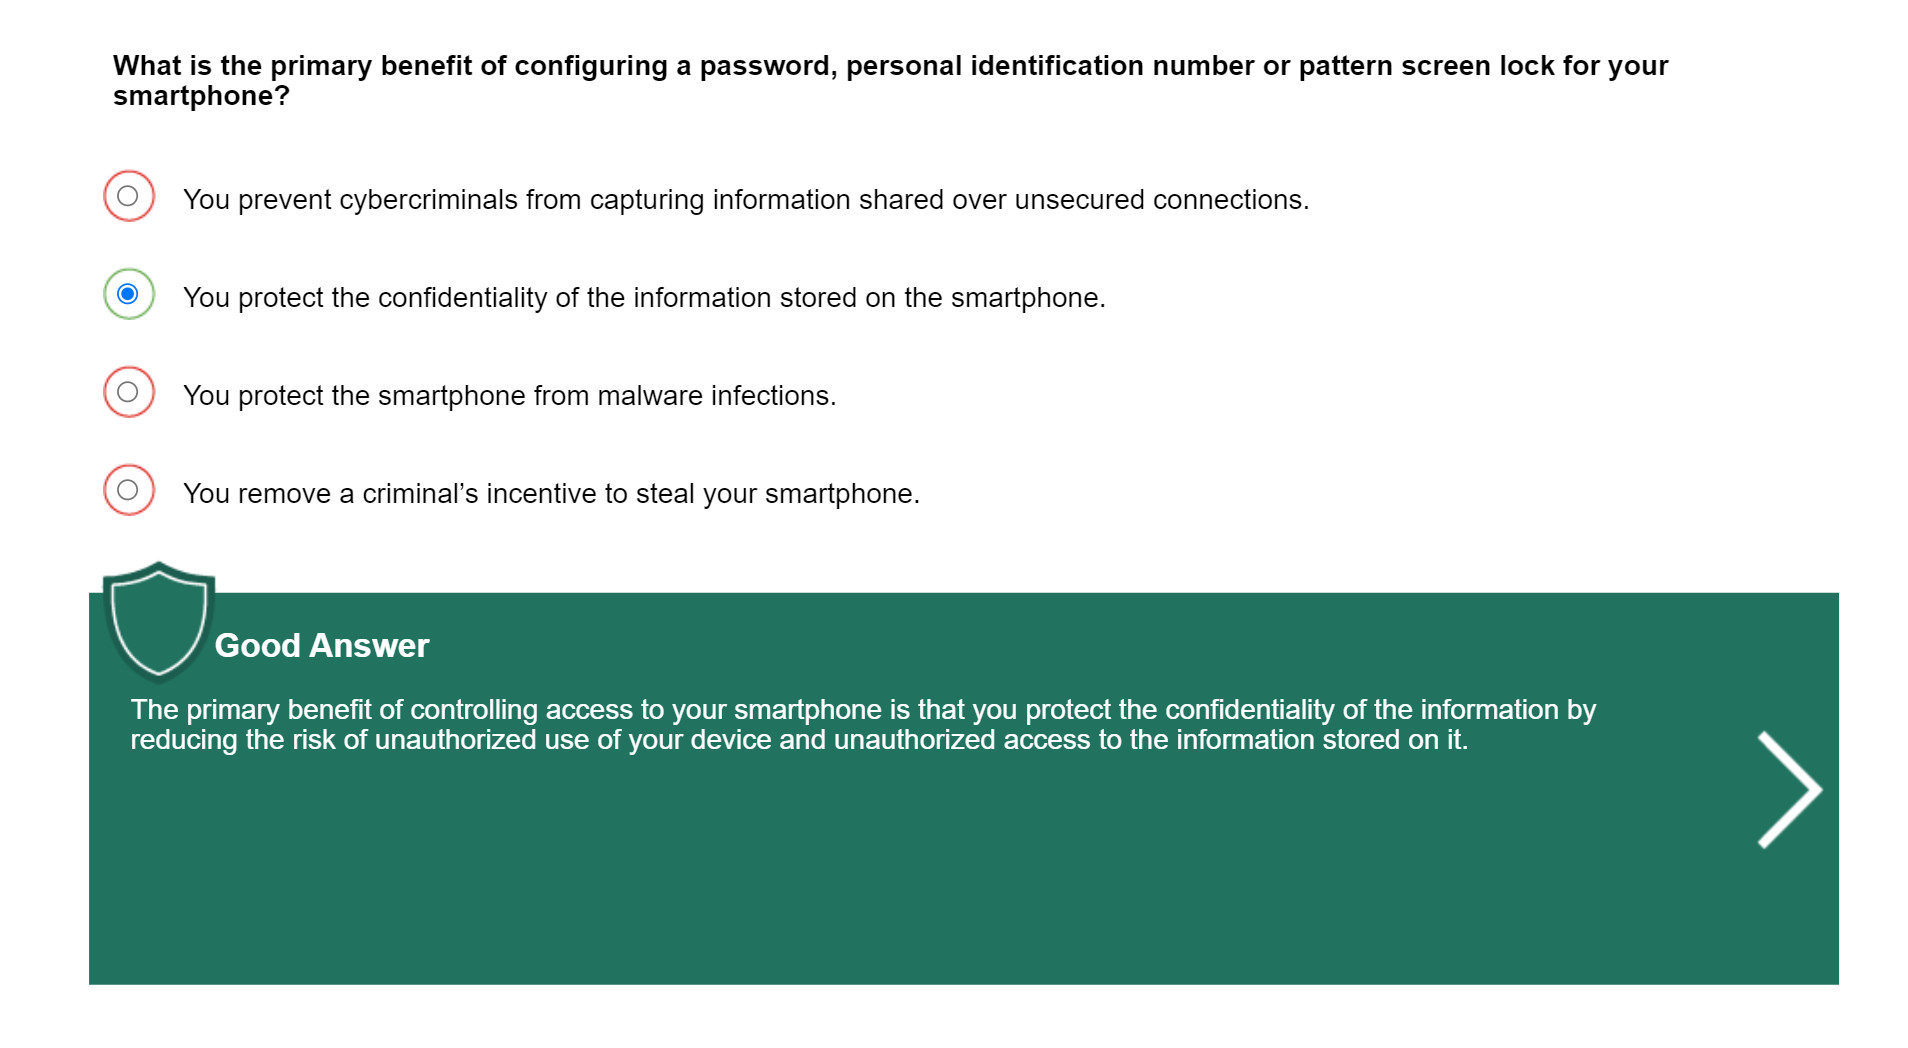 What is the primary benefit of configuring a password, personal identification number or pattern screen lock for your
smartphone?
You prevent cybercriminals from capturing information shared over unsecured connections.
You protect the confidentiality of the information stored on the smartphone.
You protect the smartphone from malware infections.
You remove a criminal’s incentive to steal your smartphone.
Good Answer
The primary benefit of controlling access to your smartphone is that you protect the confidentiality of the information by
reducing the risk of unauthorized use of your device and unauthorized access to the information stored on it.